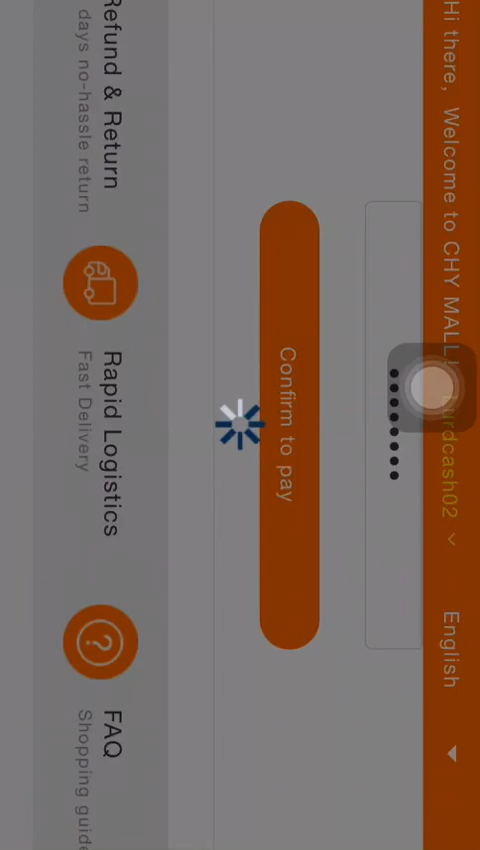 Hi there, Welcome to CHY MALL! urdcash02 English
••••••••
Confirm to pay
Refund & Return
days no-hassle return
Rapid Logistics
Fast Delivery
FAQ
Shopping guide